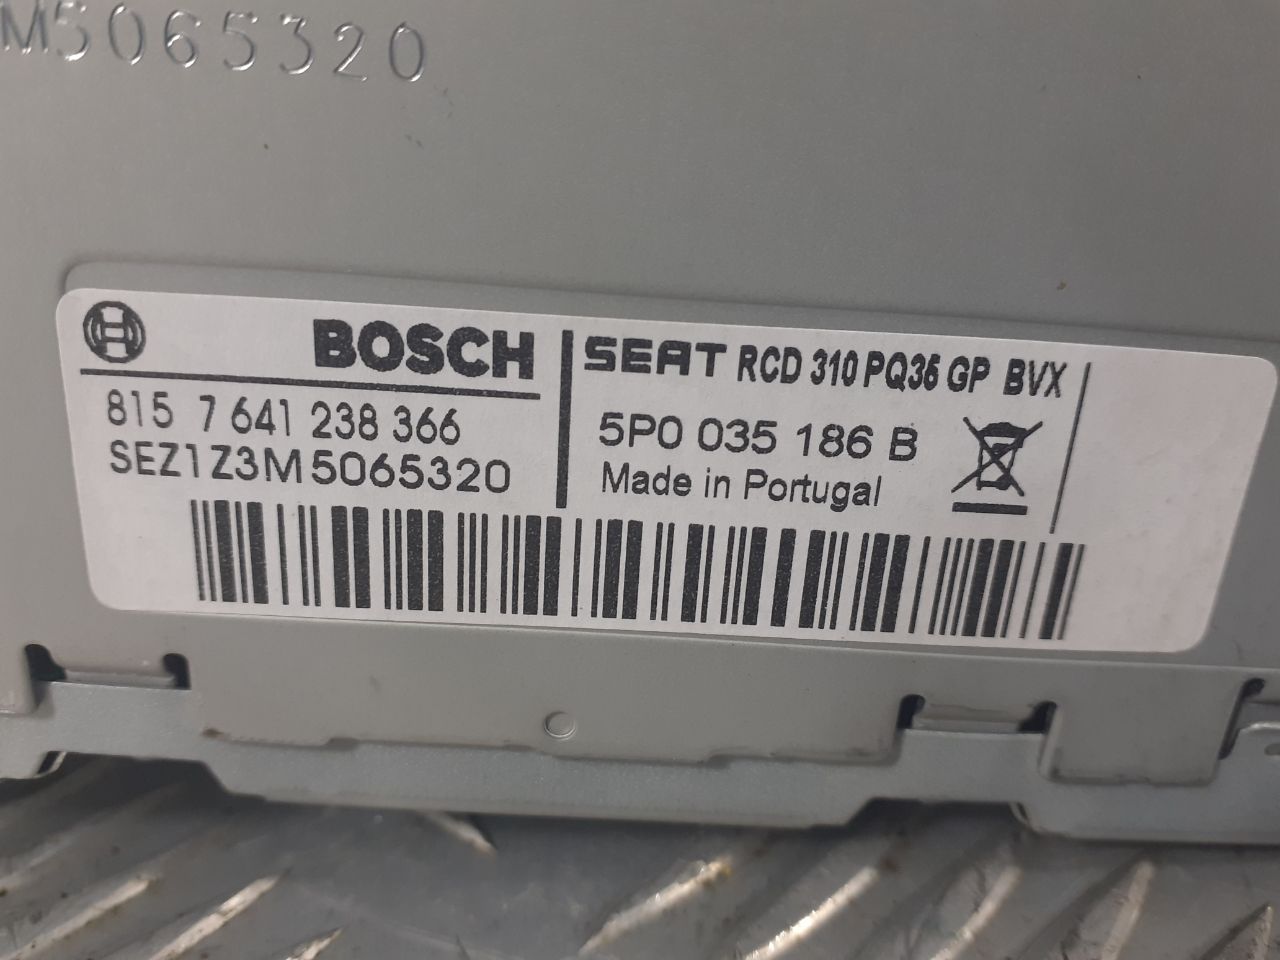 M5065320
BOSCH
815 7 641 238 366
SEZ1Z3M5065320
SEAT RCD 310 PQ35 GP BVX
5P0 035 186 B
Made in Portugal